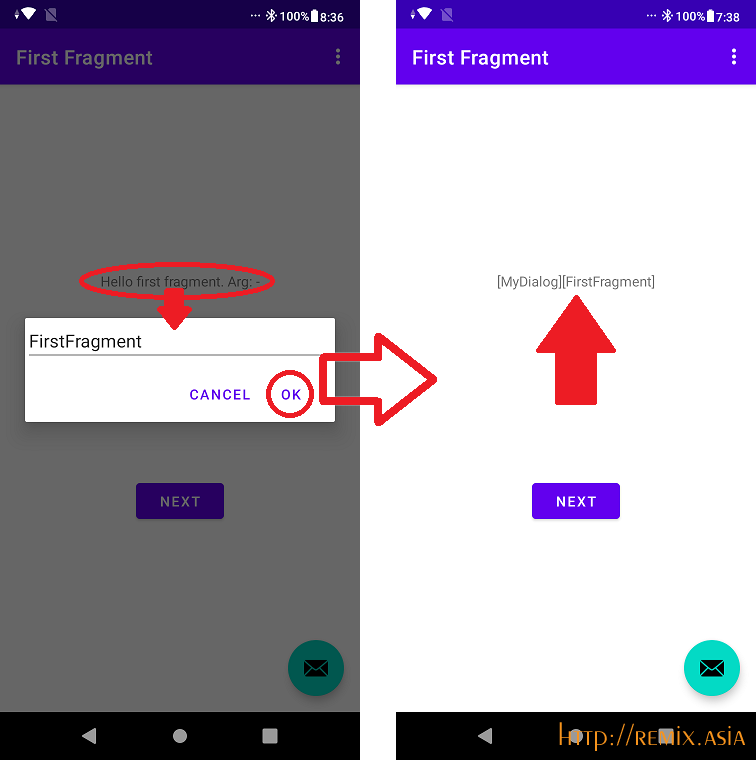 100% 8:36
First Fragment
Hello first fragment. Arg: -
FirstFragment
CANCEL OK
NEXT
100% 7:38
First Fragment
[MyDialog][FirstFragment]
NEXT
http://remix.asia